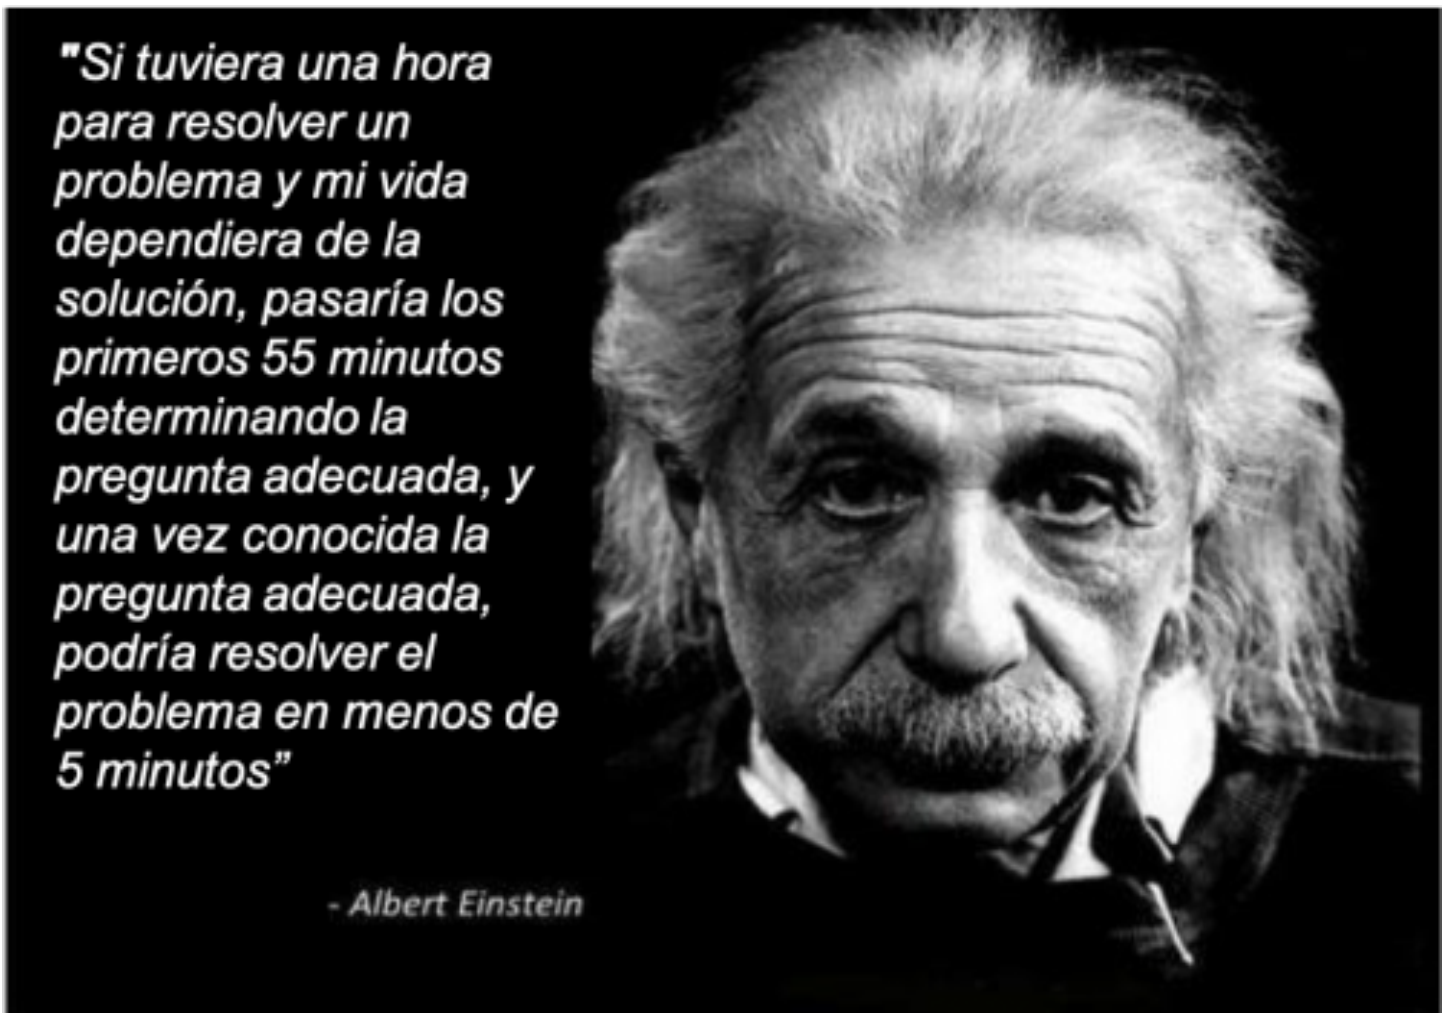 "Si tuviera una hora
para resolver un
problema y mi vida
dependiera de la
solución, pasaría los
primeros 55 minutos
determinando la
pregunta adecuada, y
una vez conocida la
pregunta adecuada,
podría resolver el
problema en menos de
5 minutos”
- Albert Einstein